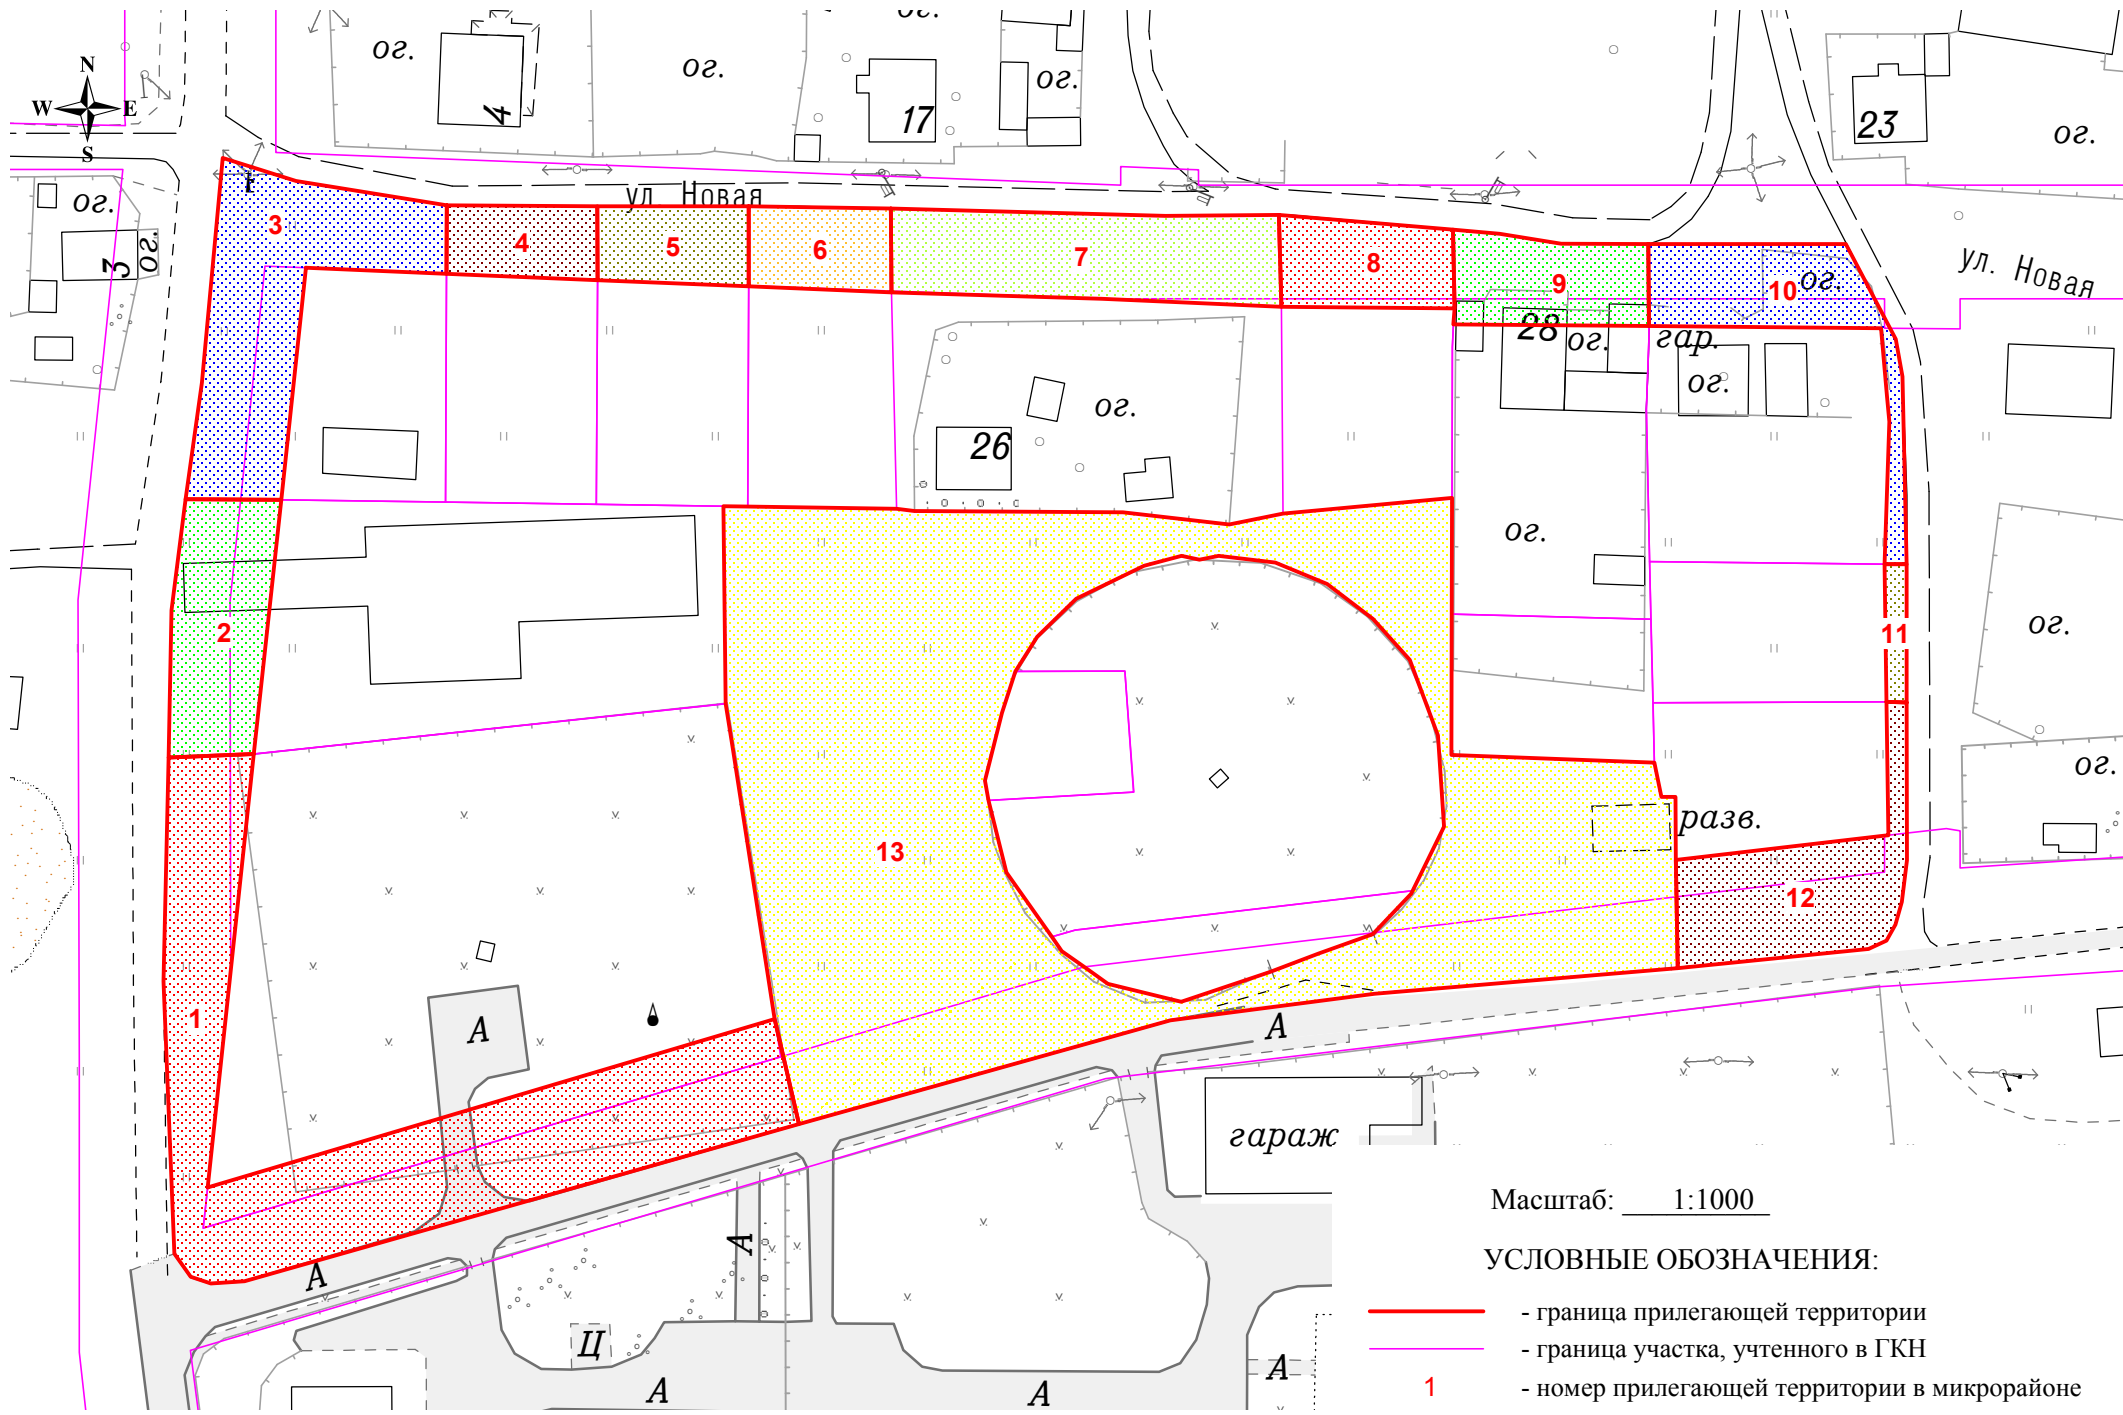 ог.
ог.
ог.
ог.
17
4
23
ог.
N
W E
S
ог.
3
ог.
ул. Новая
ул. Новая
3
4
5
6
7
8
9
10
ог.
28
ог.
гар.
ог.
26
ог.
ог.
ог.
2
11
ог.
13
разв.
12
1
А
А
гараж
А
А
Ц
А
А
А
Масштаб: 1:1000
УСЛОВНЫЕ ОБОЗНАЧЕНИЯ:
- граница прилегающей территории
- граница участка, учтенного в ГКН
1 - номер прилегающей территории в микрорайоне